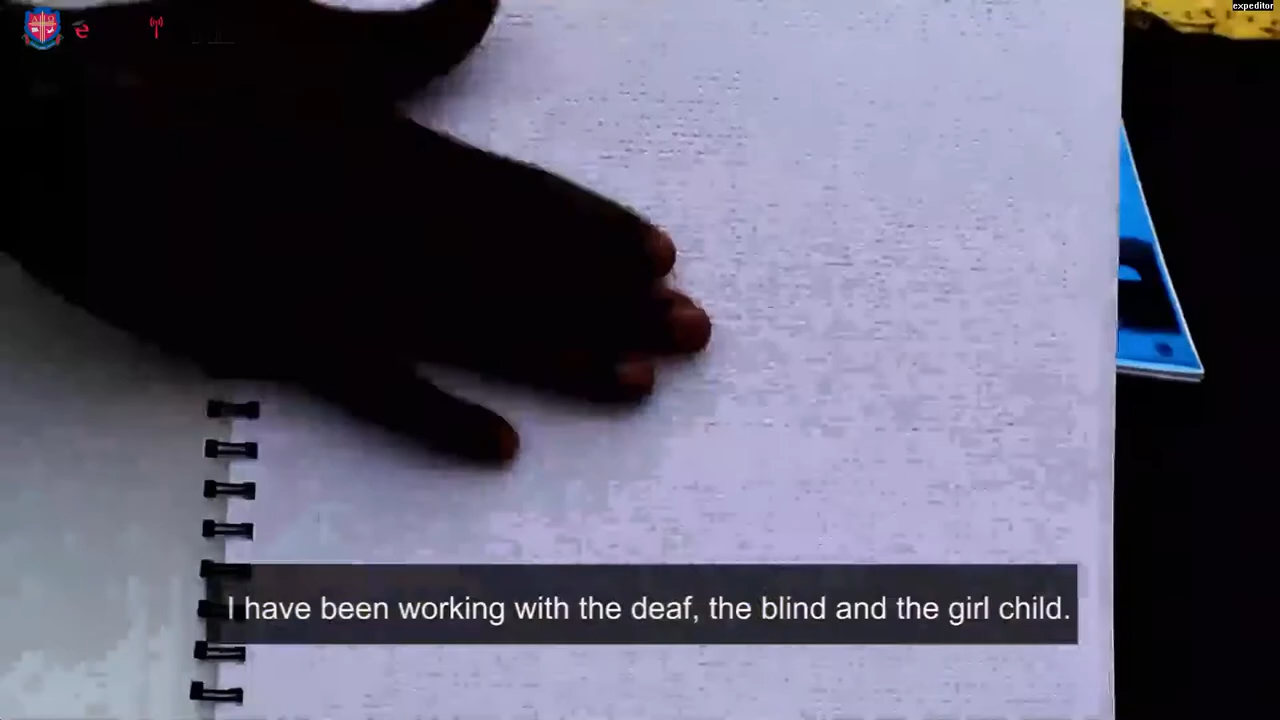 expeditor
I have been working with the deaf, the blind and the girl child.